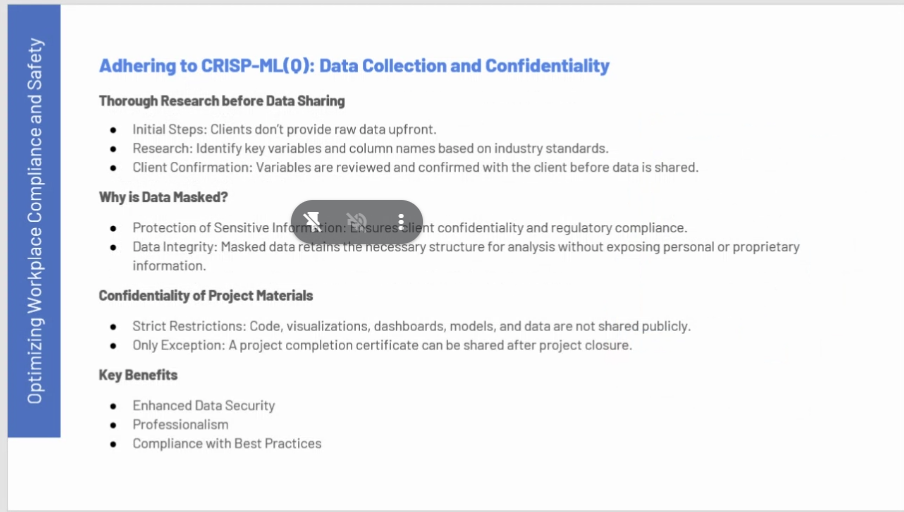 Optimizing Workplace Compliance and Safety
Adhering to CRISP-ML(Q): Data Collection and Confidentiality
Thorough Research before Data Sharing
● Initial Steps: Clients don't provide raw data upfront.
● Research: Identify key variables and column names based on industry standards.
● Client Confirmation: Variables are reviewed and confirmed with the client before data is shared.
Why is Data Masked?
● Protection of Sensitive Information: Ensures client confidentiality and regulatory compliance.
● Data Integrity: Masked data retains the necessary structure for analysis without exposing personal or proprietary
information.
Confidentiality of Project Materials
● Strict Restrictions: Code, visualizations, dashboards, models, and data are not shared publicly.
● Only Exception: A project completion certificate can be shared after project closure.
Key Benefits
● Enhanced Data Security
● Professionalism
● Compliance with Best Practices